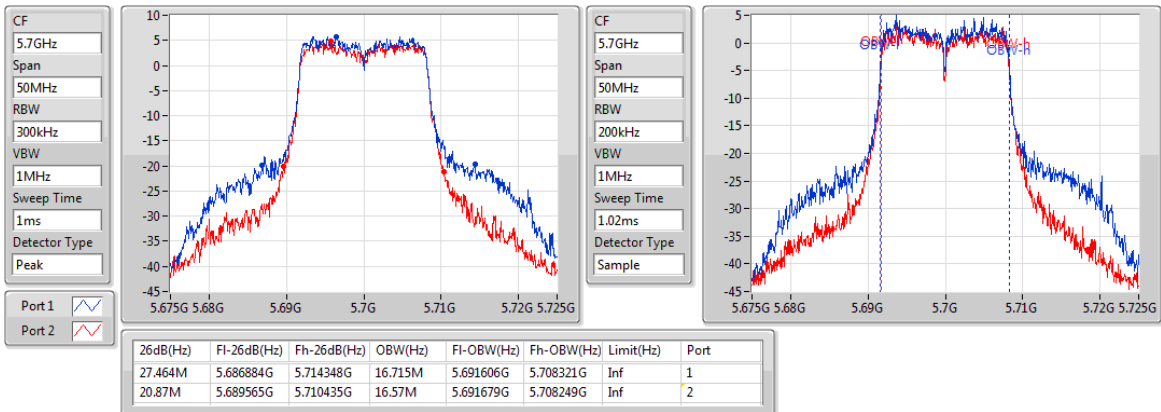 CF
5.7GHz
Span
50MHz
RBW
300kHz
VBW
1MHz
Sweep Time
1ms
Detector Type
Peak
Port 1
Port 2
10-
5-
0-
-5-
-10-
-15-
-20-
-25-
-30-
-35-
-40-
-45-
5.675G 5.68G 5.69G 5.7G 5.71G 5.72G 5.725G
CF
5.7GHz
Span
50MHz
RBW
200kHz
VBW
1MHz
Sweep Time
1.02ms
Detector Type
Sample
5-
0-
-5-
-10-
-15-
-20-
-25-
-30-
-35-
-40-
-45-
OBW-h
5.675G 5.68G 5.69G 5.7G 5.71G 5.72G 5.725G
26dB(Hz) Fl-26dB(Hz) Fh-26dB(Hz) OBW(Hz) Fl-OBW(Hz) Fh-OBW(Hz) Limit(Hz) Port
27.464M 5.686884G 5.714348G 16.715M 5.691606G 5.708321G Inf 1
20.87M 5.689565G 5.710435G 16.57M 5.691679G 5.708249G Inf 2